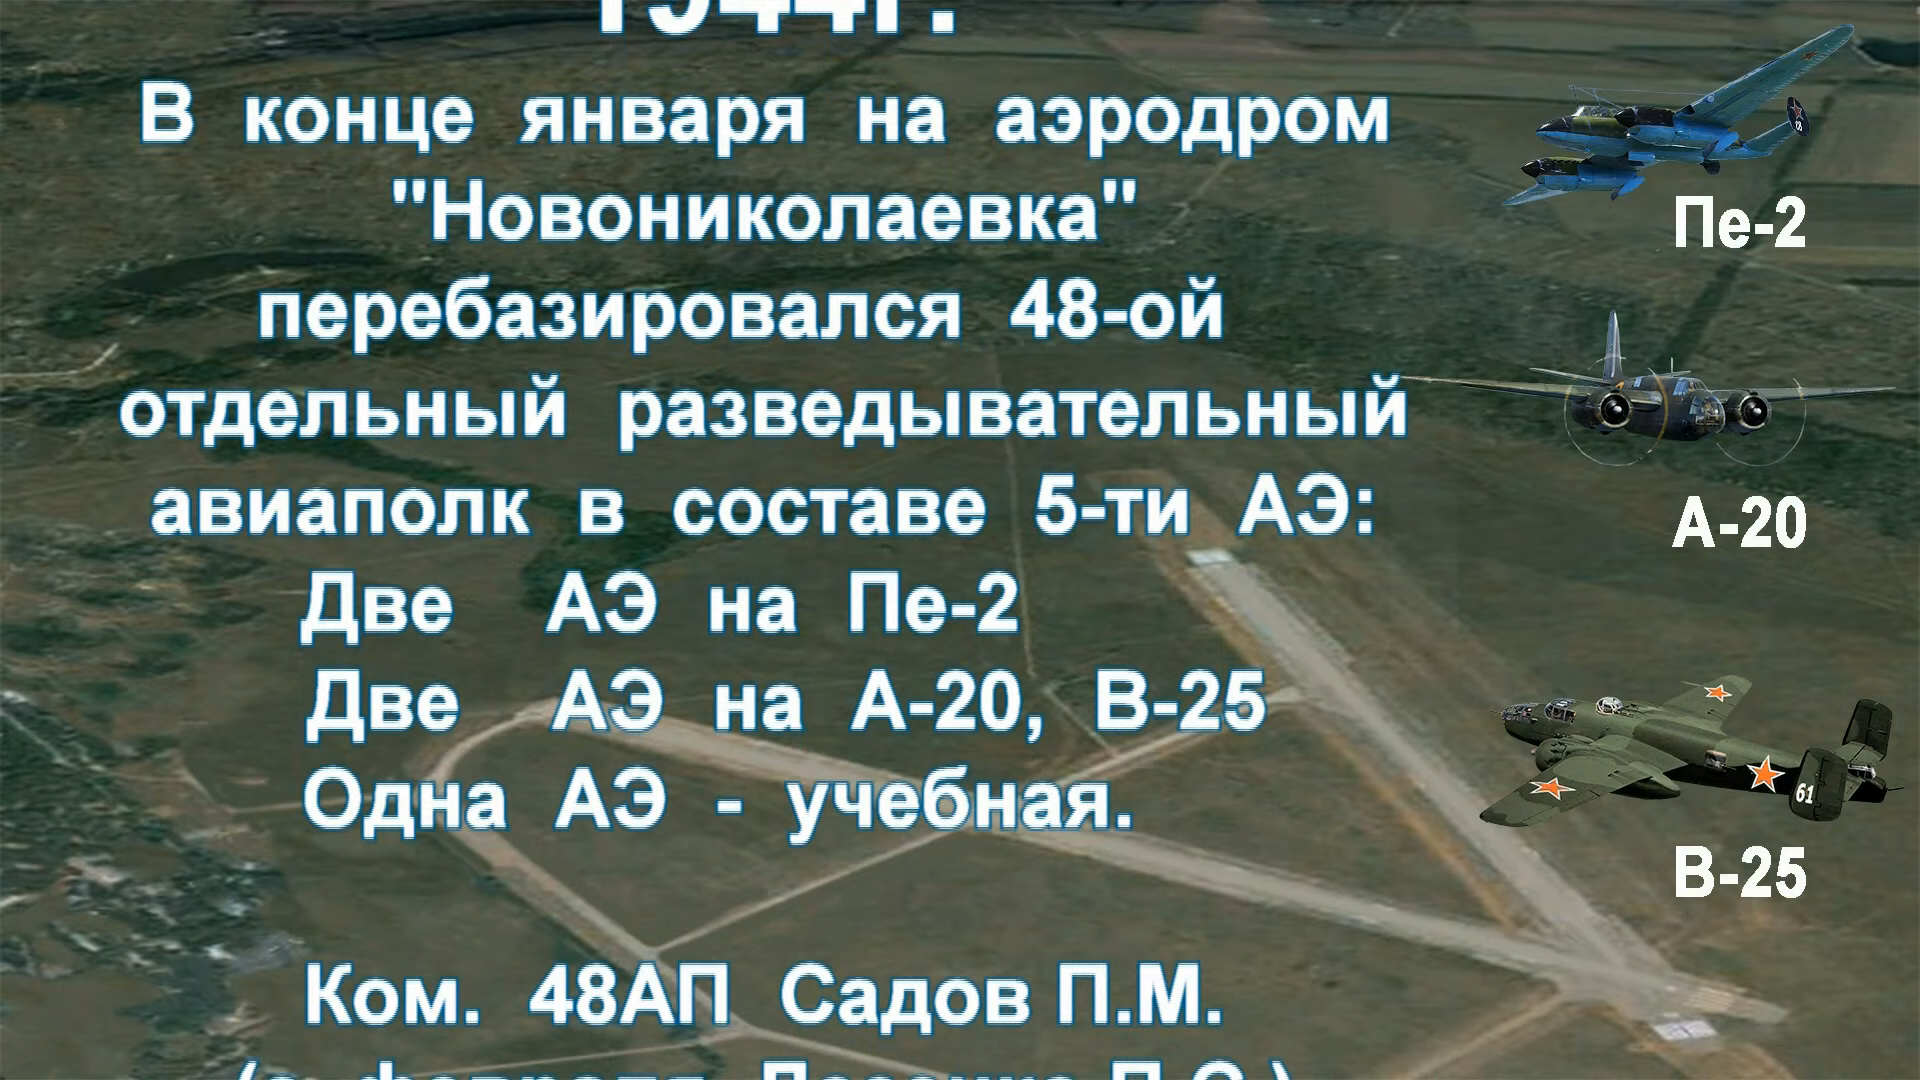 1944г.
В конце января на аэродром
"Новониколаевка"
перебазировался 48-ой
отдельный разведывательный
авиаполк в составе 5-ти АЭ:
Две АЭ на Пе-2
Две АЭ на А-20, В-25
Одна АЭ - учебная.
Ком. 48АП Садов П.М.
Пе-2
А-20
61
В-25